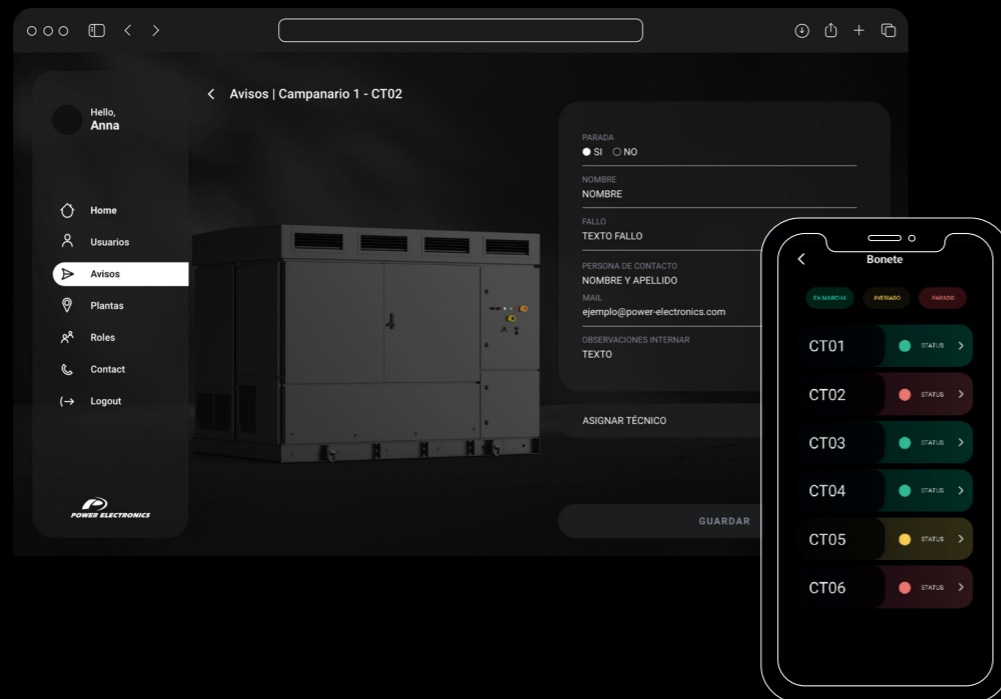 Avisos | Campanario 1 - CT02
Hello,
Anna
Home
Usuarios
Avisos
Plantas
Roles
Contact
Logout
POWER ELECTRONICS
PARADA
SI NO
NOMBRE
NOMBRE
FALLO
TEXTO FALLO
PERSONA DE CONTACTO
NOMBRE Y APELLIDO
MAIL
ejemplo@power-electronics.com
OBSERVACIONES INTERNAR
TEXTO
ASIGNAR TÉCNICO
GUARDAR
Bonete
EN MARCHA AVERIADO PARADO
CT01 STATUS
CT02 STATUS
CT03 STATUS
CT04 STATUS
CT05 STATUS
CT06 STATUS